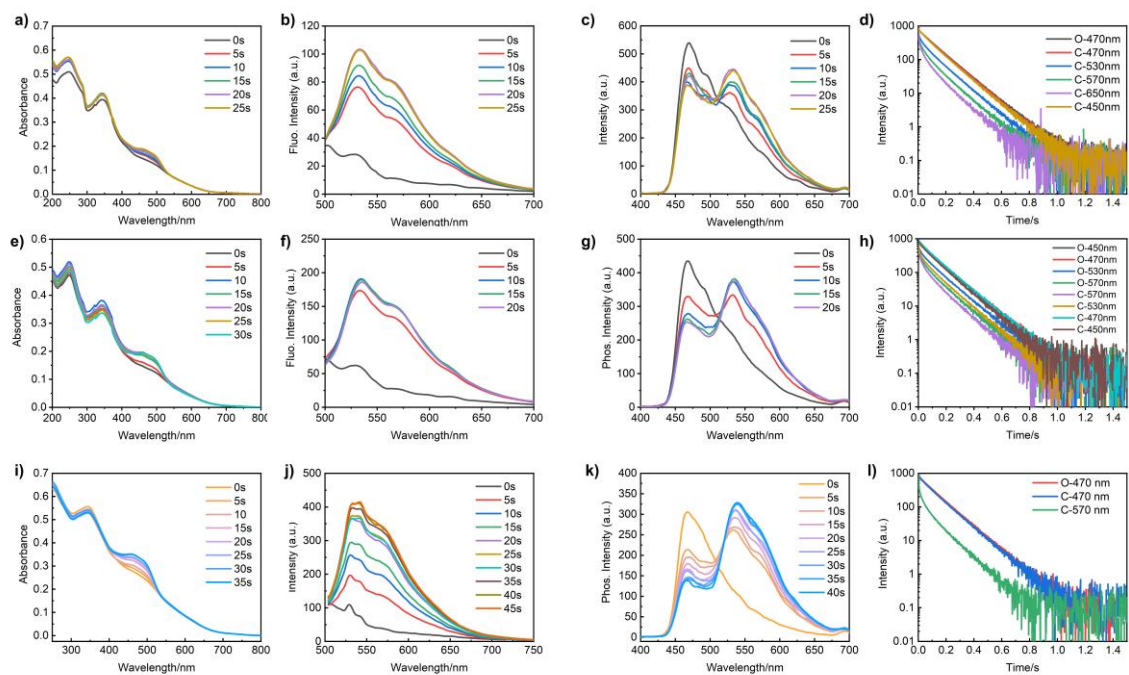 a)
0.7
0.6
0.5
0.4
0.3
0.2
0.1
0.0
Absorbance
0s
5s
10
15s
20s
25s
200 300 400 500 600 700 800
Wavelength/nm
b)
120
100
80
60
40
20
0
Fluo. Intensity (a.u.)
0s
5s
10s
15s
20s
25s
500 550 600 650 700
Wavelength/nm
c)
600
500
400
300
200
100
0
Intensity (a.u.)
0s
5s
10s
15s
20s
25s
400 450 500 550 600 650 700
Wavelength/nm
d)
1000
100
10
1
0.1
0.01
Intensity (a.u.)
O-470nm
C-470nm
C-530nm
C-570nm
C-650nm
C-450nm
0.0 0.2 0.4 0.6 0.8 1.0 1.2 1.4
Time/s
e)
0.6
0.5
0.4
0.3
0.2
0.1
0.0
Absorbance
0s
5s
10
15s
20s
25s
30s
200 300 400 500 600 700 800
Wavelength/nm
f)
250
200
150
100
50
0
Fluo. Intensity (a.u.)
0s
5s
10s
15s
20s
500 550 600 650 700
Wavelength/nm
g)
500
400
300
200
100
0
Phos. Intensity (a.u.)
0s
5s
10s
15s
20s
400 450 500 550 600 650 700
Wavelength/nm
h)
1000
100
10
1
0.1
0.01
Intensity (a.u.)
O-450nm
O-470nm
O-530nm
O-570nm
C-570nm
C-530nm
C-470nm
C-450nm
0.0 0.2 0.4 0.6 0.8 1.0 1.2 1.4
Time/s
i)
0.7
0.6
0.5
0.4
0.3
0.2
0.1
0.0
Absorbance
0s
5s
10
15s
20s
25s
30s
35s
300 400 500 600 700 800
Wavelength/nm
j)
500
400
300
200
100
0
Intensity (a.u.)
0s
5s
10s
15s
20s
25s
30s
35s
40s
45s
500 550 600 650 700 750
Wavelength/nm
k)
400
350
300
250
200
150
100
50
0
Phos. Intensity (a.u.)
0s
5s
10s
15s
20s
25s
30s
35s
40s
400 450 500 550 600 650 700
Wavelength/nm
l)
1000
100
10
1
0.1
0.01
Intensity (a.u.)
O-470 nm
C-470 nm
C-570 nm
0.0 0.2 0.4 0.6 0.8 1.0 1.2 1.4
Time/s